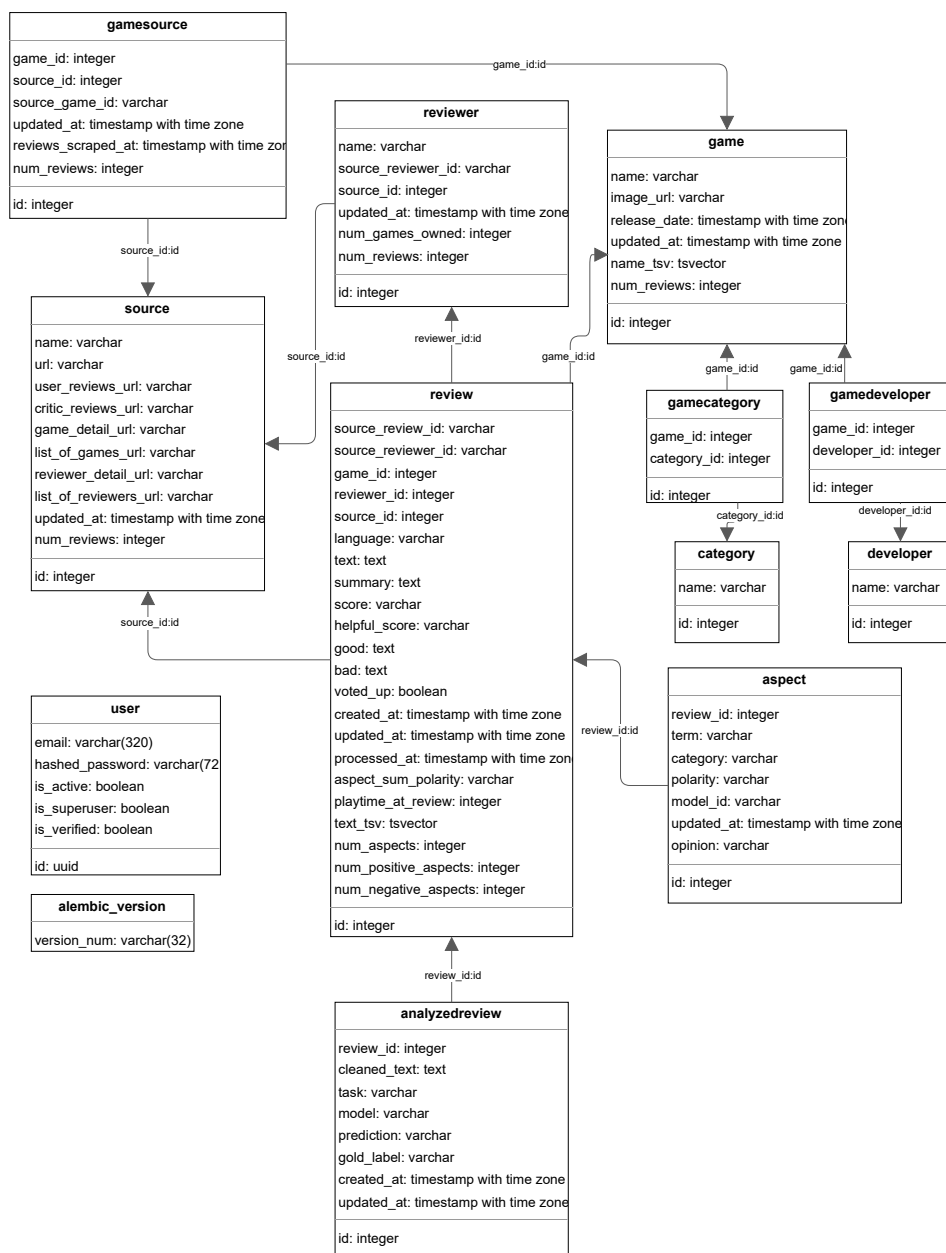 gamesource
game_id: integer
source_id: integer
source_game_id: varchar
updated_at: timestamp with time zone
reviews_scraped_at: timestamp with time zor
num_reviews: integer
id: integer
game_id:id
reviewer
name: varchar
source_reviewer_id: varchar
source_id: integer
updated_at: timestamp with time zone
num_games_owned: integer
num_reviews: integer
id: integer
game
name: varchar
image_url: varchar
release_date: timestamp with time zone
updated_at: timestamp with time zone
name_tsv: tsvector
num_reviews: integer
id: integer
source_id:id
source
name: varchar
url: varchar
user_reviews_url: varchar
critic_reviews_url: varchar
game_detail_url: varchar
list_of_games_url: varchar
reviewer_detail_url: varchar
list_of_reviewers_url: varchar
updated_at: timestamp with time zone
num_reviews: integer
id: integer
source_id:id
reviewer_id:id
game_id:id
game_id:id
game_id:id
review
source_review_id: varchar
source_reviewer_id: varchar
game_id: integer
reviewer_id: integer
source_id: integer
language: varchar
text: text
summary: text
score: varchar
helpful_score: varchar
good: text
bad: text
voted_up: boolean
created_at: timestamp with time zone
updated_at: timestamp with time zone
processed_at: timestamp with time zone
aspect_sum_polarity: varchar
playtime_at_review: integer
text_tsv: tsvector
num_aspects: integer
num_positive_aspects: integer
num_negative_aspects: integer
id: integer
gamecategory
game_id: integer
category_id: integer
id: integer
category_id:id
gamedeveloper
game_id: integer
developer_id: integer
id: integer
developer_id:id
category
name: varchar
id: integer
developer
name: varchar
id: integer
source_id:id
user
email: varchar(320)
hashed_password: varchar(72
is_active: boolean
is_superuser: boolean
is_verified: boolean
id: uuid
review_id:id
aspect
review_id: integer
term: varchar
category: varchar
polarity: varchar
model_id: varchar
updated_at: timestamp with time zone
opinion: varchar
id: integer
alembic_version
version_num: varchar(32)
review_id:id
analyzedreview
review_id: integer
cleaned_text: text
task: varchar
model: varchar
prediction: varchar
gold_label: varchar
created_at: timestamp with time zone
updated_at: timestamp with time zone
id: integer